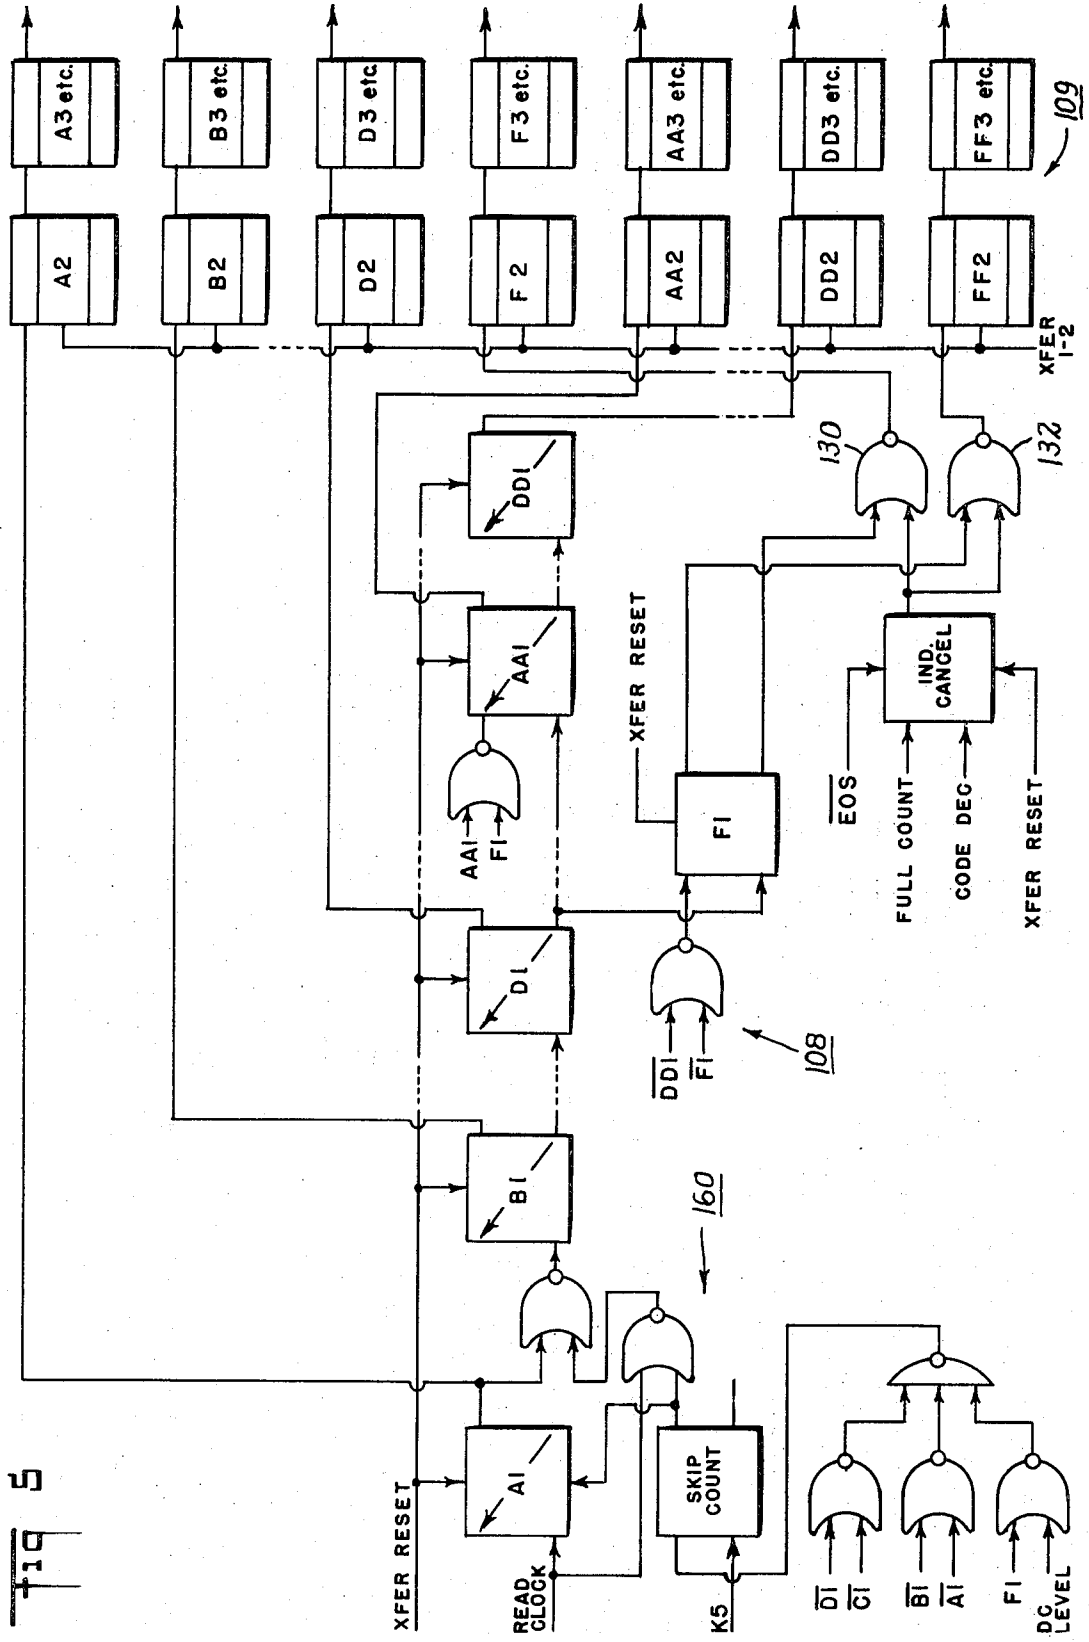 Fig 5
A2
A3 etc.
B2
B3 etc.
D2
D3 etc.
XFER RESET
READ
CLOCK
A1
B1
D1
AA1
F1
AA1
DD1
F2
F3 etc.
XFER RESET
AA2
AA3 etc.
K5
SKIP
COUNT
160
DD1
F1
108
F1
DD2
DD3 etc.
D1
C1
B1
A1
F1
DC
LEVEL
EOS
FULL COUNT
CODE DEC
XFER RESET
IND.
CANCEL
130
132
FF2
FF3 etc.
XFER
1-2
109